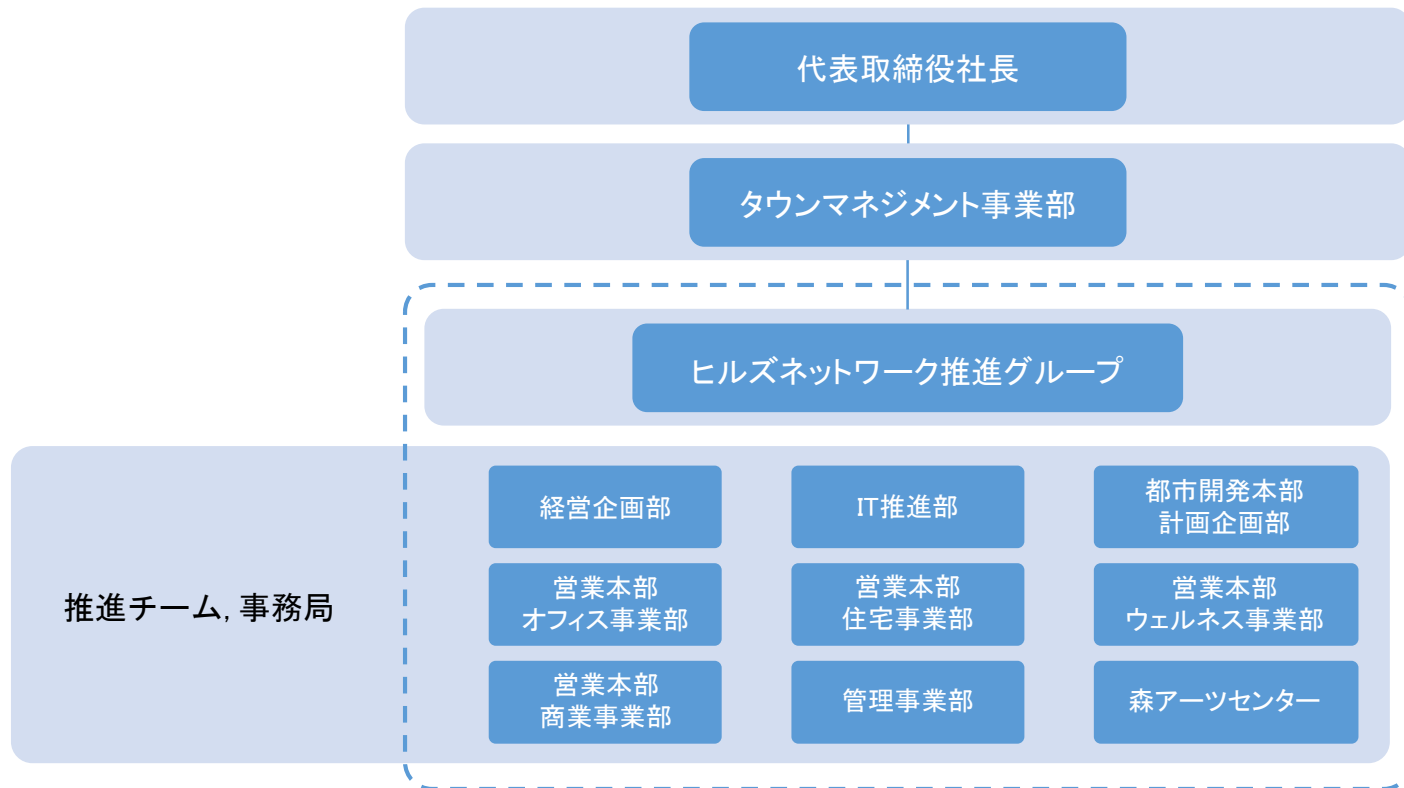 代表取締役社長
タウンマネジメント事業部
ヒルズネットワーク推進グループ
推進チーム, 事務局
経営企画部
IT推進部
都市開発本部
計画企画部
営業本部
オフィス事業部
営業本部
住宅事業部
営業本部
ウェルネス事業部
営業本部
商業事業部
管理事業部
森アーツセンター